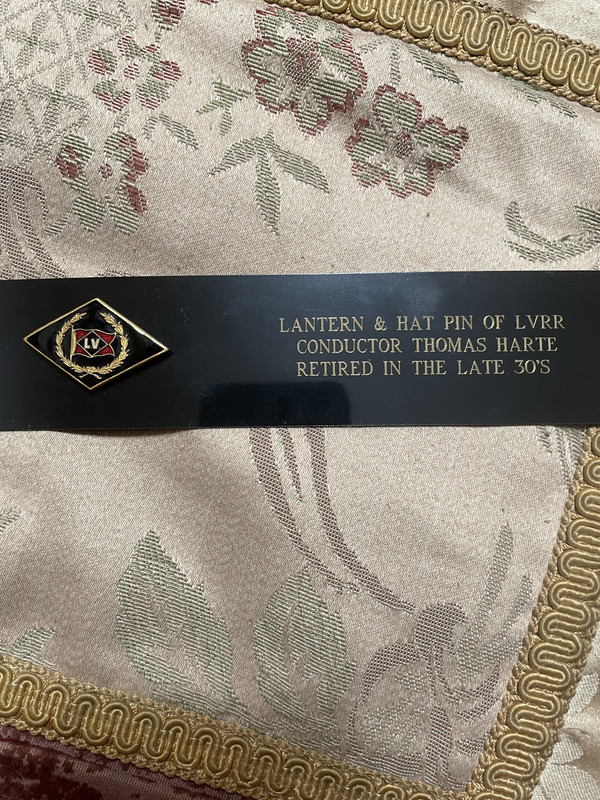 LV
LANTERN & HAT PIN OF LVRR
CONDUCTOR THOMAS HARTE
RETIRED IN THE LATE 30'S